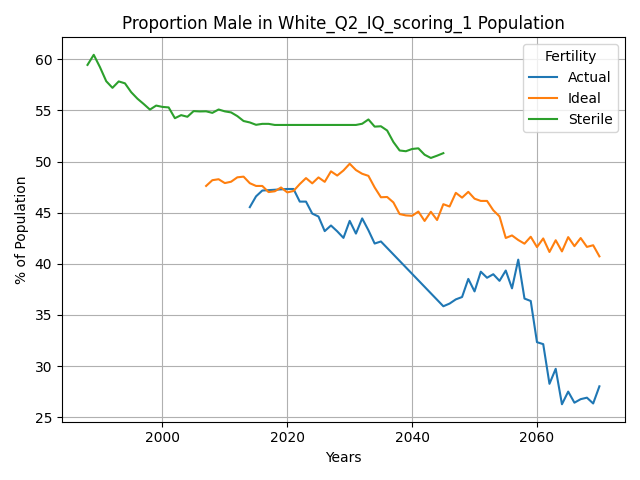 Proportion Male in White_Q2_IQ_scoring_1 Population
Fertility
Actual
Ideal
Sterile
% of Population
60
55
50
45
40
35
30
25
2000
2020
2040
2060
Years